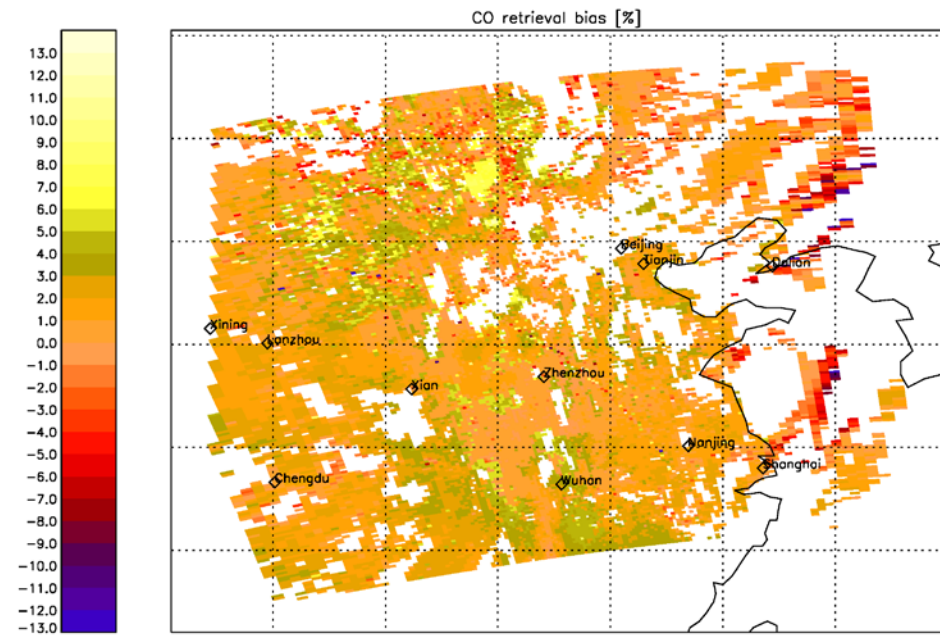 CO retrieval bias [%]
13.0
12.0
11.0
10.0
9.0
8.0
7.0
6.0
5.0
4.0
3.0
2.0
1.0
0.0
−1.0
−2.0
−3.0
−4.0
−5.0
−6.0
−7.0
−8.0
−9.0
−10.0
−11.0
−12.0
−13.0
Beijing
Tianjin
Dalian
Xining
Lanzhou
Zhenzhou
Xian
Nanjing
Shanghai
Chengdu
Wuhan